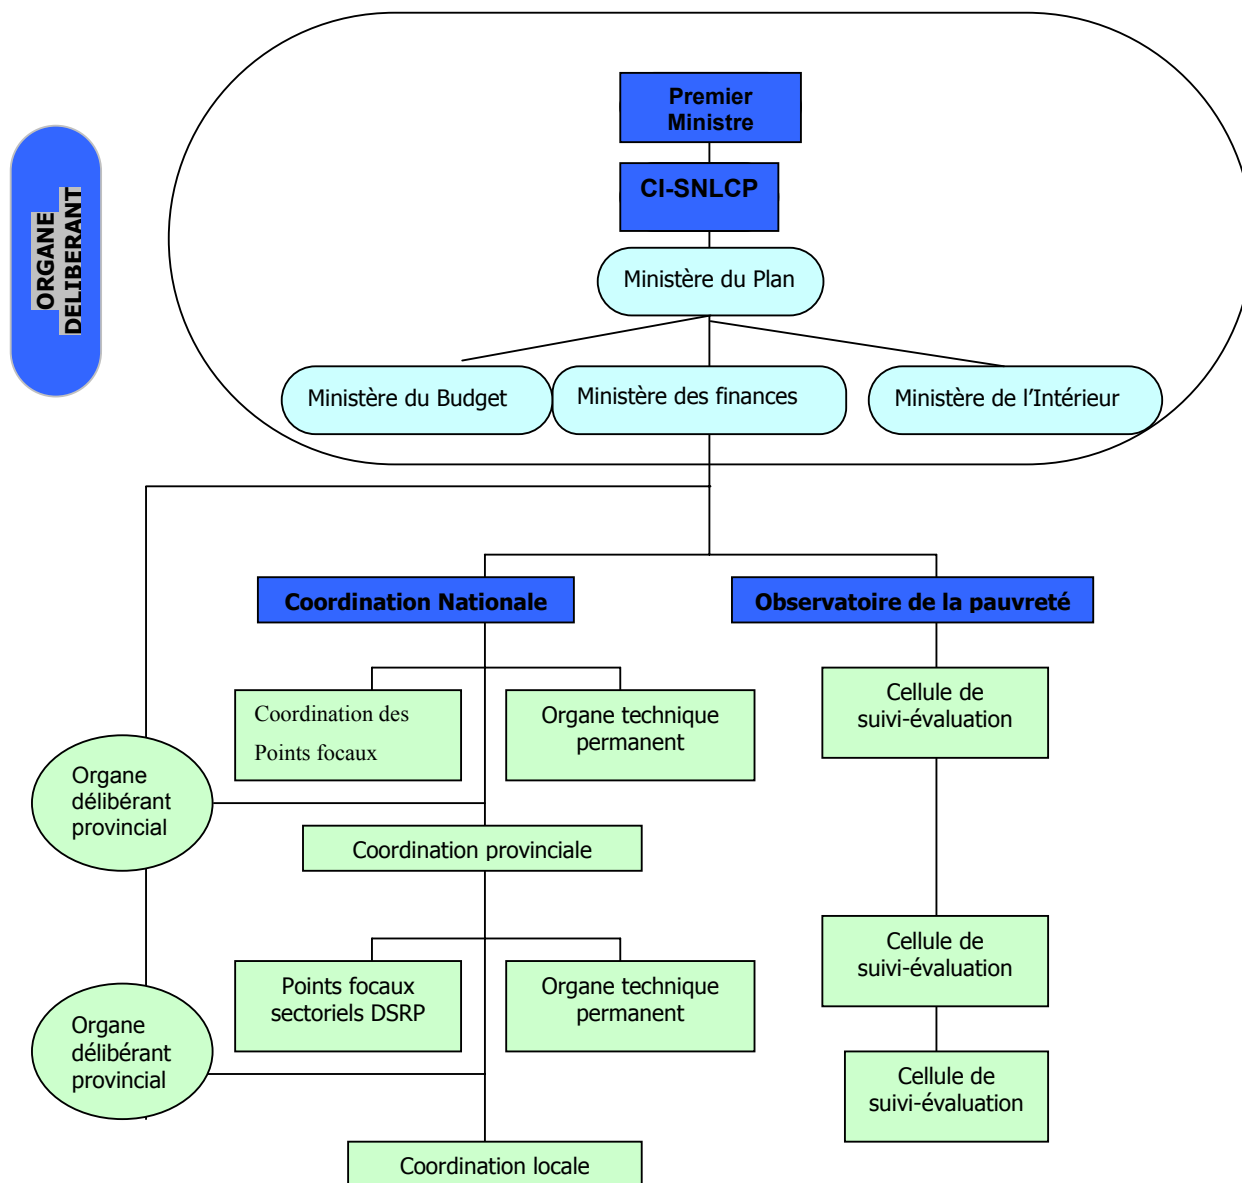 ORGANE
DELIBERANT
Premier
Ministre
CI-SNLCP
Ministère du Plan
Ministère du Budget
Ministère des finances
Ministère de l'Intérieur
Coordination Nationale
Observatoire de la pauvreté
Coordination des
Points focaux
Organe technique
permanent
Cellule de
suivi-évaluation
Organe
délibérant
provincial
Coordination provinciale
Points focaux
sectoriels DSRP
Organe technique
permanent
Cellule de
suivi-évaluation
Organe
délibérant
provincial
Cellule de
suivi-évaluation
Coordination locale